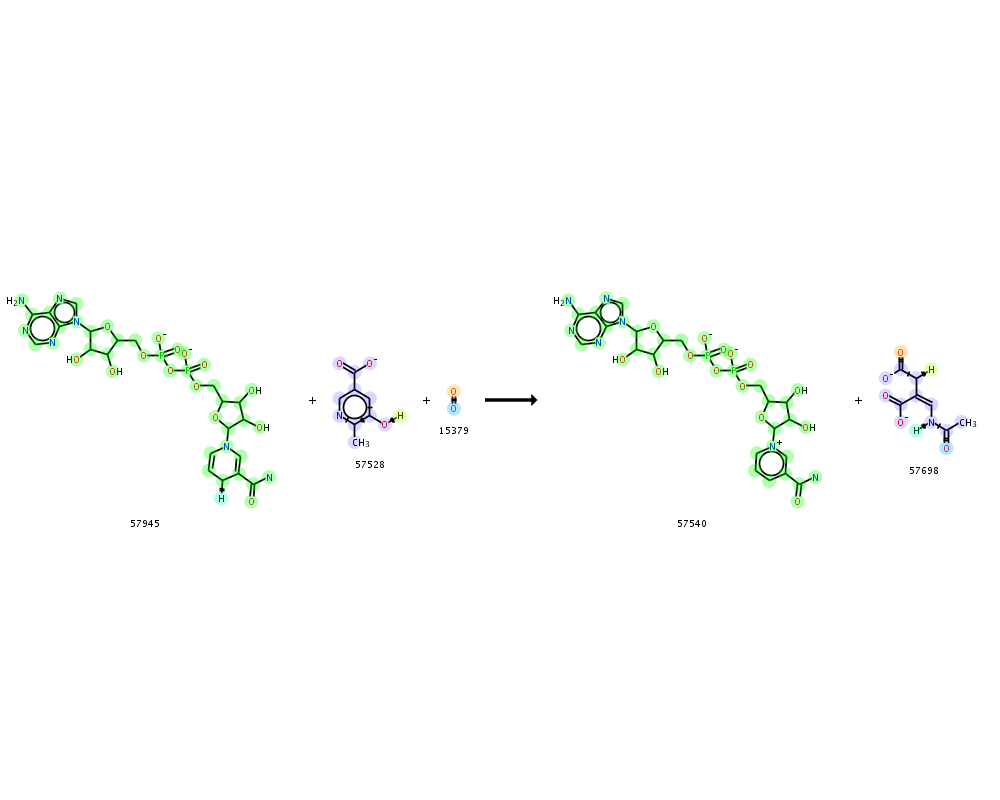 H₂N N N N N O HO OH O O⁻ P O O O⁻ P O O OH O OH N N O H
57945
+
O O⁻ N O H CH₃
57528
+
O O
15379
H₂N N N N N O HO OH O O⁻ P O O O⁻ P O O OH O OH N⁺ N O
57540
+
O H O⁻ O O⁻ H N CH₃ O
57698